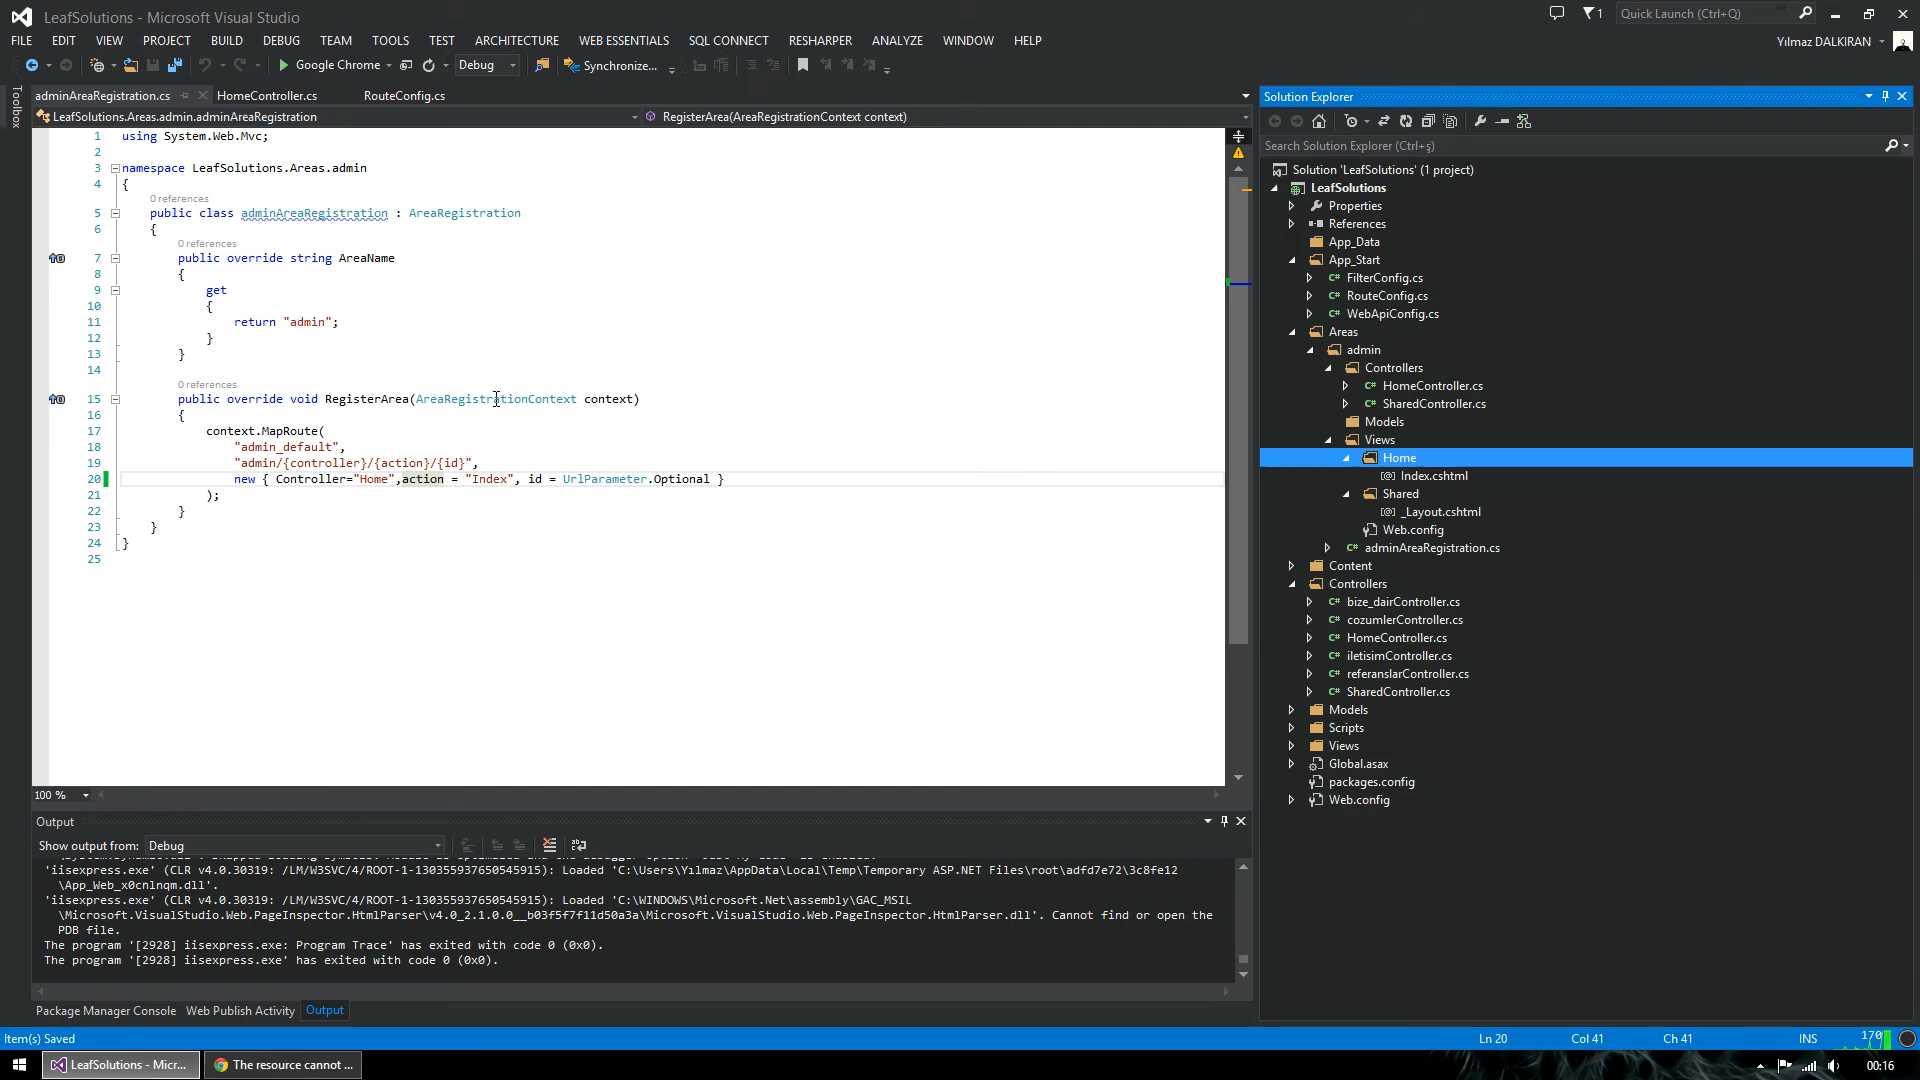 LeafSolutions - Microsoft Visual Studio
1
Quick Launch (Ctrl+Q)
FILE EDIT VIEW PROJECT BUILD DEBUG TEAM TOOLS TEST ARCHITECTURE WEB ESSENTIALS SQL CONNECT RESHARPER ANALYZE WINDOW HELP
Yılmaz DALKIRAN
Google Chrome Debug Synchronize...
Toolbox
adminAreaRegistration.cs HomeController.cs RouteConfig.cs
LeafSolutions.Areas.admin.adminAreaRegistration RegisterArea(AreaRegistrationContext context)
1 using System.Web.Mvc;
2
3 namespace LeafSolutions.Areas.admin
4 {
0 references
5 public class adminAreaRegistration : AreaRegistration
6 {
0 references
7 public override string AreaName
8 {
9 get
10 {
11 return "admin";
12 }
13 }
14
0 references
15 public override void RegisterArea(AreaRegistrationContext context)
16 {
17 context.MapRoute(
18 "admin_default",
19 "admin/{controller}/{action}/{id}",
20 new { Controller="Home",action = "Index", id = UrlParameter.Optional }
21 );
22 }
23 }
24 }
25
100 %
Output
Show output from: Debug
'iisexpress.exe' (CLR v4.0.30319: /LM/W3SVC/4/ROOT-1-130355937650545915): Loaded 'C:\Users\Yılmaz\AppData\Local\Temp\Temporary ASP.NET Files\root\adfd7e72\3c8fe12
\App_Web_x0cnlnqm.dll'.
'iisexpress.exe' (CLR v4.0.30319: /LM/W3SVC/4/ROOT-1-130355937650545915): Loaded 'C:\WINDOWS\Microsoft.Net\assembly\GAC_MSIL
\Microsoft.VisualStudio.Web.PageInspector.HtmlParser\v4.0_2.1.0.0__b03f5f7f11d50a3a\Microsoft.VisualStudio.Web.PageInspector.HtmlParser.dll'. Cannot find or open the
PDB file.
The program '[2928] iisexpress.exe: Program Trace' has exited with code 0 (0x0).
The program '[2928] iisexpress.exe' has exited with code 0 (0x0).
Package Manager Console Web Publish Activity Output
Solution Explorer
Search Solution Explorer (Ctrl+ş)
Solution 'LeafSolutions' (1 project)
LeafSolutions
Properties
References
App_Data
App_Start
FilterConfig.cs
RouteConfig.cs
WebApiConfig.cs
Areas
admin
Controllers
HomeController.cs
SharedController.cs
Models
Views
Home
Index.cshtml
Shared
_Layout.cshtml
Web.config
adminAreaRegistration.cs
Content
Controllers
bize_dairController.cs
cozumlerController.cs
HomeController.cs
iletisimController.cs
referanslarController.cs
SharedController.cs
Models
Scripts
Views
Global.asax
packages.config
Web.config
Item(s) Saved Ln 20 Col 41 Ch 41 INS
LeafSolutions - Micr... The resource cannot ... 00:16